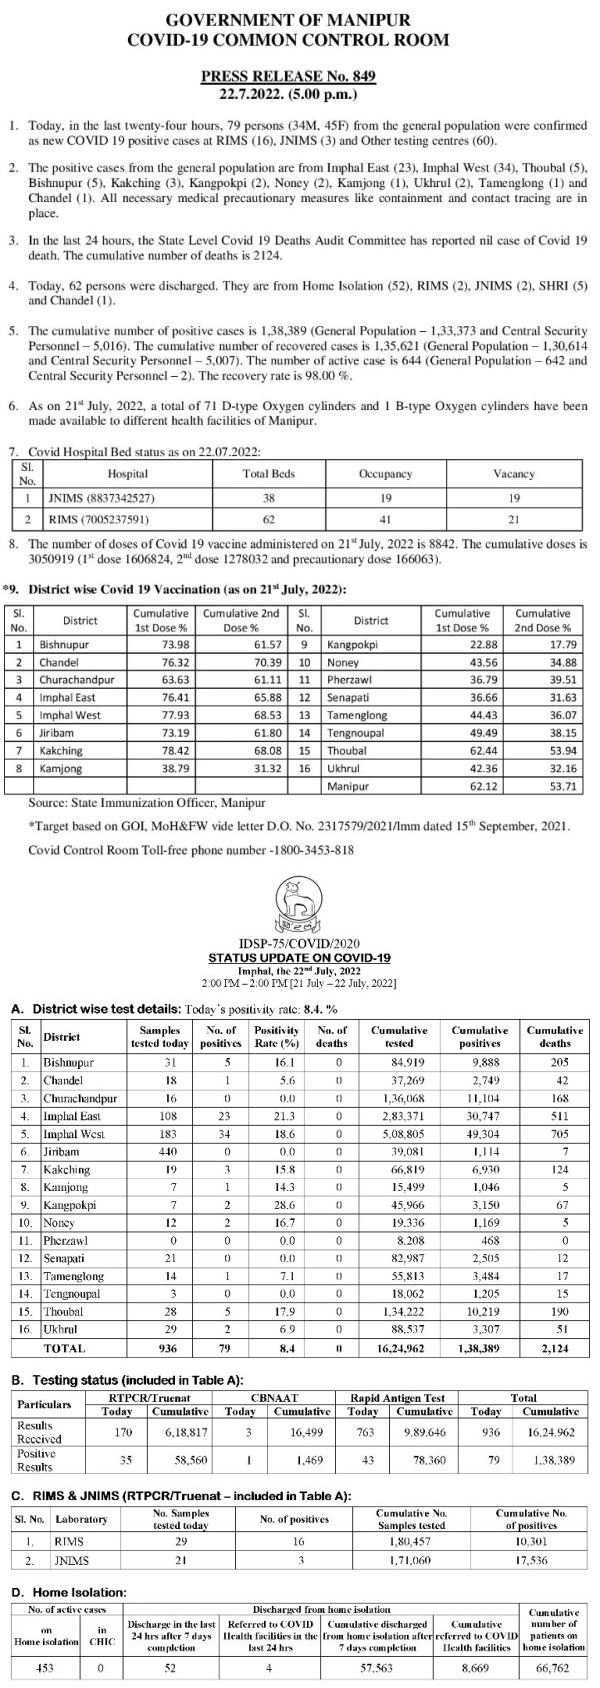 GOVERNMENT OF MANIPUR
COVID-19 COMMON CONTROL ROOM
PRESS RELEASE No. 849
22.7.2022. (5.00 p.m.)
1. Today, in the last twenty-four hours, 79 persons (34M, 45F) from the general population were confirmed
as new COVID 19 positive cases at RIMS (16), JNIMS (3) and Other testing centres (60).
2. The positive cases from the general population are from Imphal East (23), Imphal West (34), Thoubal (5),
Bishnupur (5), Kakching (3), Kangpokpi (2), Noney (2), Kamjong (1), Ukhrul (2), Tamenglong (1) and
Chandel (1). All necessary medical precautionary measures like containment and contact tracing are in
place.
3. In the last 24 hours, the State Level Covid 19 Deaths Audit Committee has reported nil case of Covid 19
death. The cumulative number of deaths is 2124.
4. Today, 62 persons were discharged. They are from Home Isolation (52), RIMS (2), JNIMS (2), SHRI (5)
and Chandel (1).
5. The cumulative number of positive cases is 1,38,389 (General Population – 1,33,373 and Central Security
Personnel – 5,016). The cumulative number of recovered cases is 1,35,621 (General Population – 1,30,614
and Central Security Personnel – 5,007). The number of active case is 644 (General Population – 642 and
Central Security Personnel – 2). The recovery rate is 98.00 %.
6. As on 21st July, 2022, a total of 71 D-type Oxygen cylinders and 1 B-type Oxygen cylinders have been
made available to different health facilities of Manipur.
7. Covid Hospital Bed status as on 22.07.2022:
Sl. No. Hospital Total Beds Occupancy Vacancy
1 JNIMS (8837342527) 38 19 19
2 RIMS (7005237591) 62 41 21
8. The number of doses of Covid 19 vaccine administered on 21st July, 2022 is 8842. The cumulative doses is
3050919 (1st dose 1606824, 2nd dose 1278032 and precautionary dose 166063).
*9. District wise Covid 19 Vaccination (as on 21st July, 2022):
Sl. No. District Cumulative 1st Dose % Cumulative 2nd Dose % Sl. No. District Cumulative 1st Dose % Cumulative 2nd Dose %
1 Bishnupur 73.98 61.57 9 Kangpokpi 22.88 17.79
2 Chandel 76.32 70.39 10 Noney 43.56 34.88
3 Churachandpur 63.63 61.11 11 Pherzawl 36.79 39.51
4 Imphal East 76.41 65.88 12 Senapati 36.66 31.63
5 Imphal West 77.93 68.53 13 Tamenglong 44.43 36.07
6 Jiribam 73.19 61.80 14 Tengnoupal 49.49 38.15
7 Kakching 78.42 68.08 15 Thoubal 62.44 53.94
8 Kamjong 38.79 31.32 16 Ukhrul 42.36 32.16
Manipur 62.12 53.71
Source: State Immunization Officer, Manipur
*Target based on GOI, MoH&FW vide letter D.O. No. 2317579/2021/Imm dated 15th September, 2021.
Covid Control Room Toll-free phone number -1800-3453-818
IDSP-75/COVID/2020
STATUS UPDATE ON COVID-19
Imphal, the 22nd July, 2022
2:00 PM – 2:00 PM [21 July – 22 July, 2022]
A. District wise test details: Today's positivity rate: 8.4. %
Sl. No. District Samples tested today No. of positives Positivity Rate (%) No. of deaths Cumulative tested Cumulative positives Cumulative deaths
1. Bishnupur 31 5 16.1 0 84,919 9,888 205
2. Chandel 18 1 5.6 0 37,269 2,749 42
3. Churachandpur 16 0 0.0 0 1,36,068 11,104 168
4. Imphal East 108 23 21.3 0 2,83,371 30,747 511
5. Imphal West 183 34 18.6 0 5,08,805 49,304 705
6. Jiribam 440 0 0.0 0 39,081 1,114 7
7. Kakching 19 3 15.8 0 66,819 6,930 124
8. Kamjong 7 1 14.3 0 15,499 1,046 5
9. Kangpokpi 7 2 28.6 0 45,966 3,150 67
10. Noney 12 2 16.7 0 19,336 1,169 5
11. Pherzawl 0 0 0.0 0 8,208 468 0
12. Senapati 21 0 0.0 0 82,987 2,505 12
13. Tamenglong 14 1 7.1 0 55,813 3,484 17
14. Tengnoupal 3 0 0.0 0 18,062 1,205 15
15. Thoubal 28 5 17.9 0 1,34,222 10,219 190
16. Ukhrul 29 2 6.9 0 88,537 3,307 51
TOTAL 936 79 8.4 0 16,24,962 1,38,389 2,124
B. Testing status (included in Table A):
Particulars RTPCR/Truenat CBNAAT Rapid Antigen Test Total
Today Cumulative Today Cumulative Today Cumulative Today Cumulative
Results Received 170 6,18,817 3 16,499 763 9,89,646 936 16,24,962
Positive Results 35 58,560 1 1,469 43 78,360 79 1,38,389
C. RIMS & JNIMS (RTPCR/Truenat – included in Table A):
Sl. No. Laboratory No. Samples tested today No. of positives Cumulative No. Samples tested Cumulative No. of positives
1. RIMS 29 16 1,80,457 10,301
2. JNIMS 21 3 1,71,060 17,536
D. Home Isolation:
No. of active cases Discharged from home isolation Cumulative number of patients on home isolation
on Home isolation in CHIC Discharge in the last 24 hrs after 7 days completion Referred to COVID Health facilities in the last 24 hrs Cumulative discharged from home isolation after 7 days completion Cumulative referred to COVID Health facilities
453 0 52 4 57,563 8,669 66,762